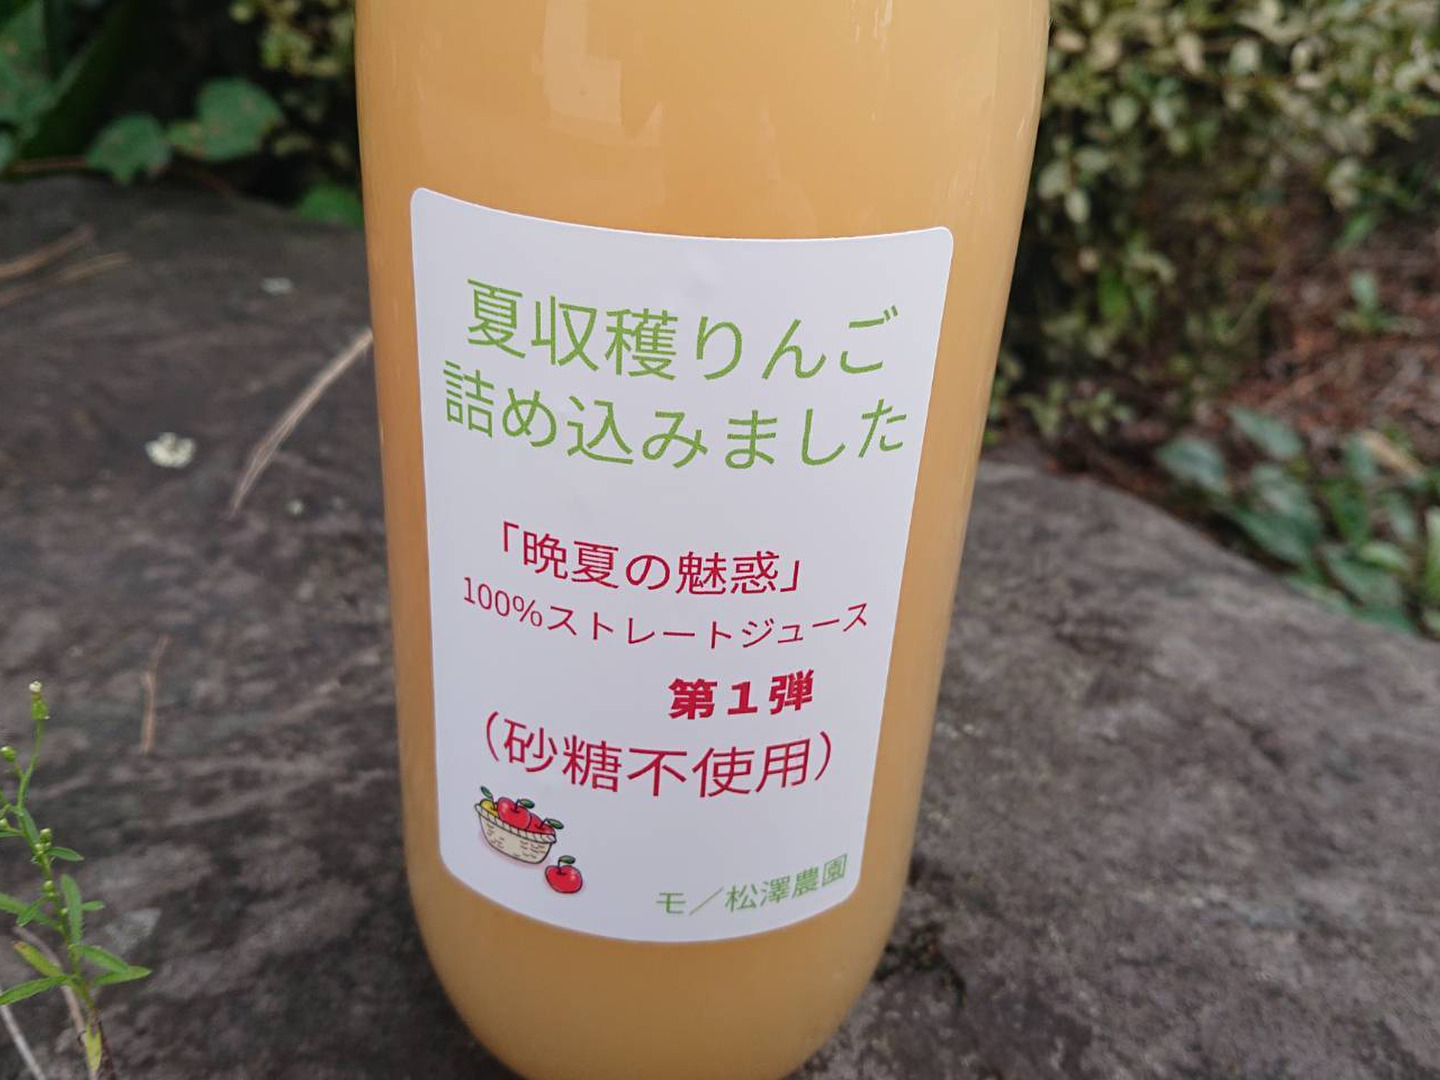 夏収穫りんご
詰め込みました
「晩夏の魅惑」
100%ストレートジュース
第1弾
(砂糖不使用)
モノ松澤農園